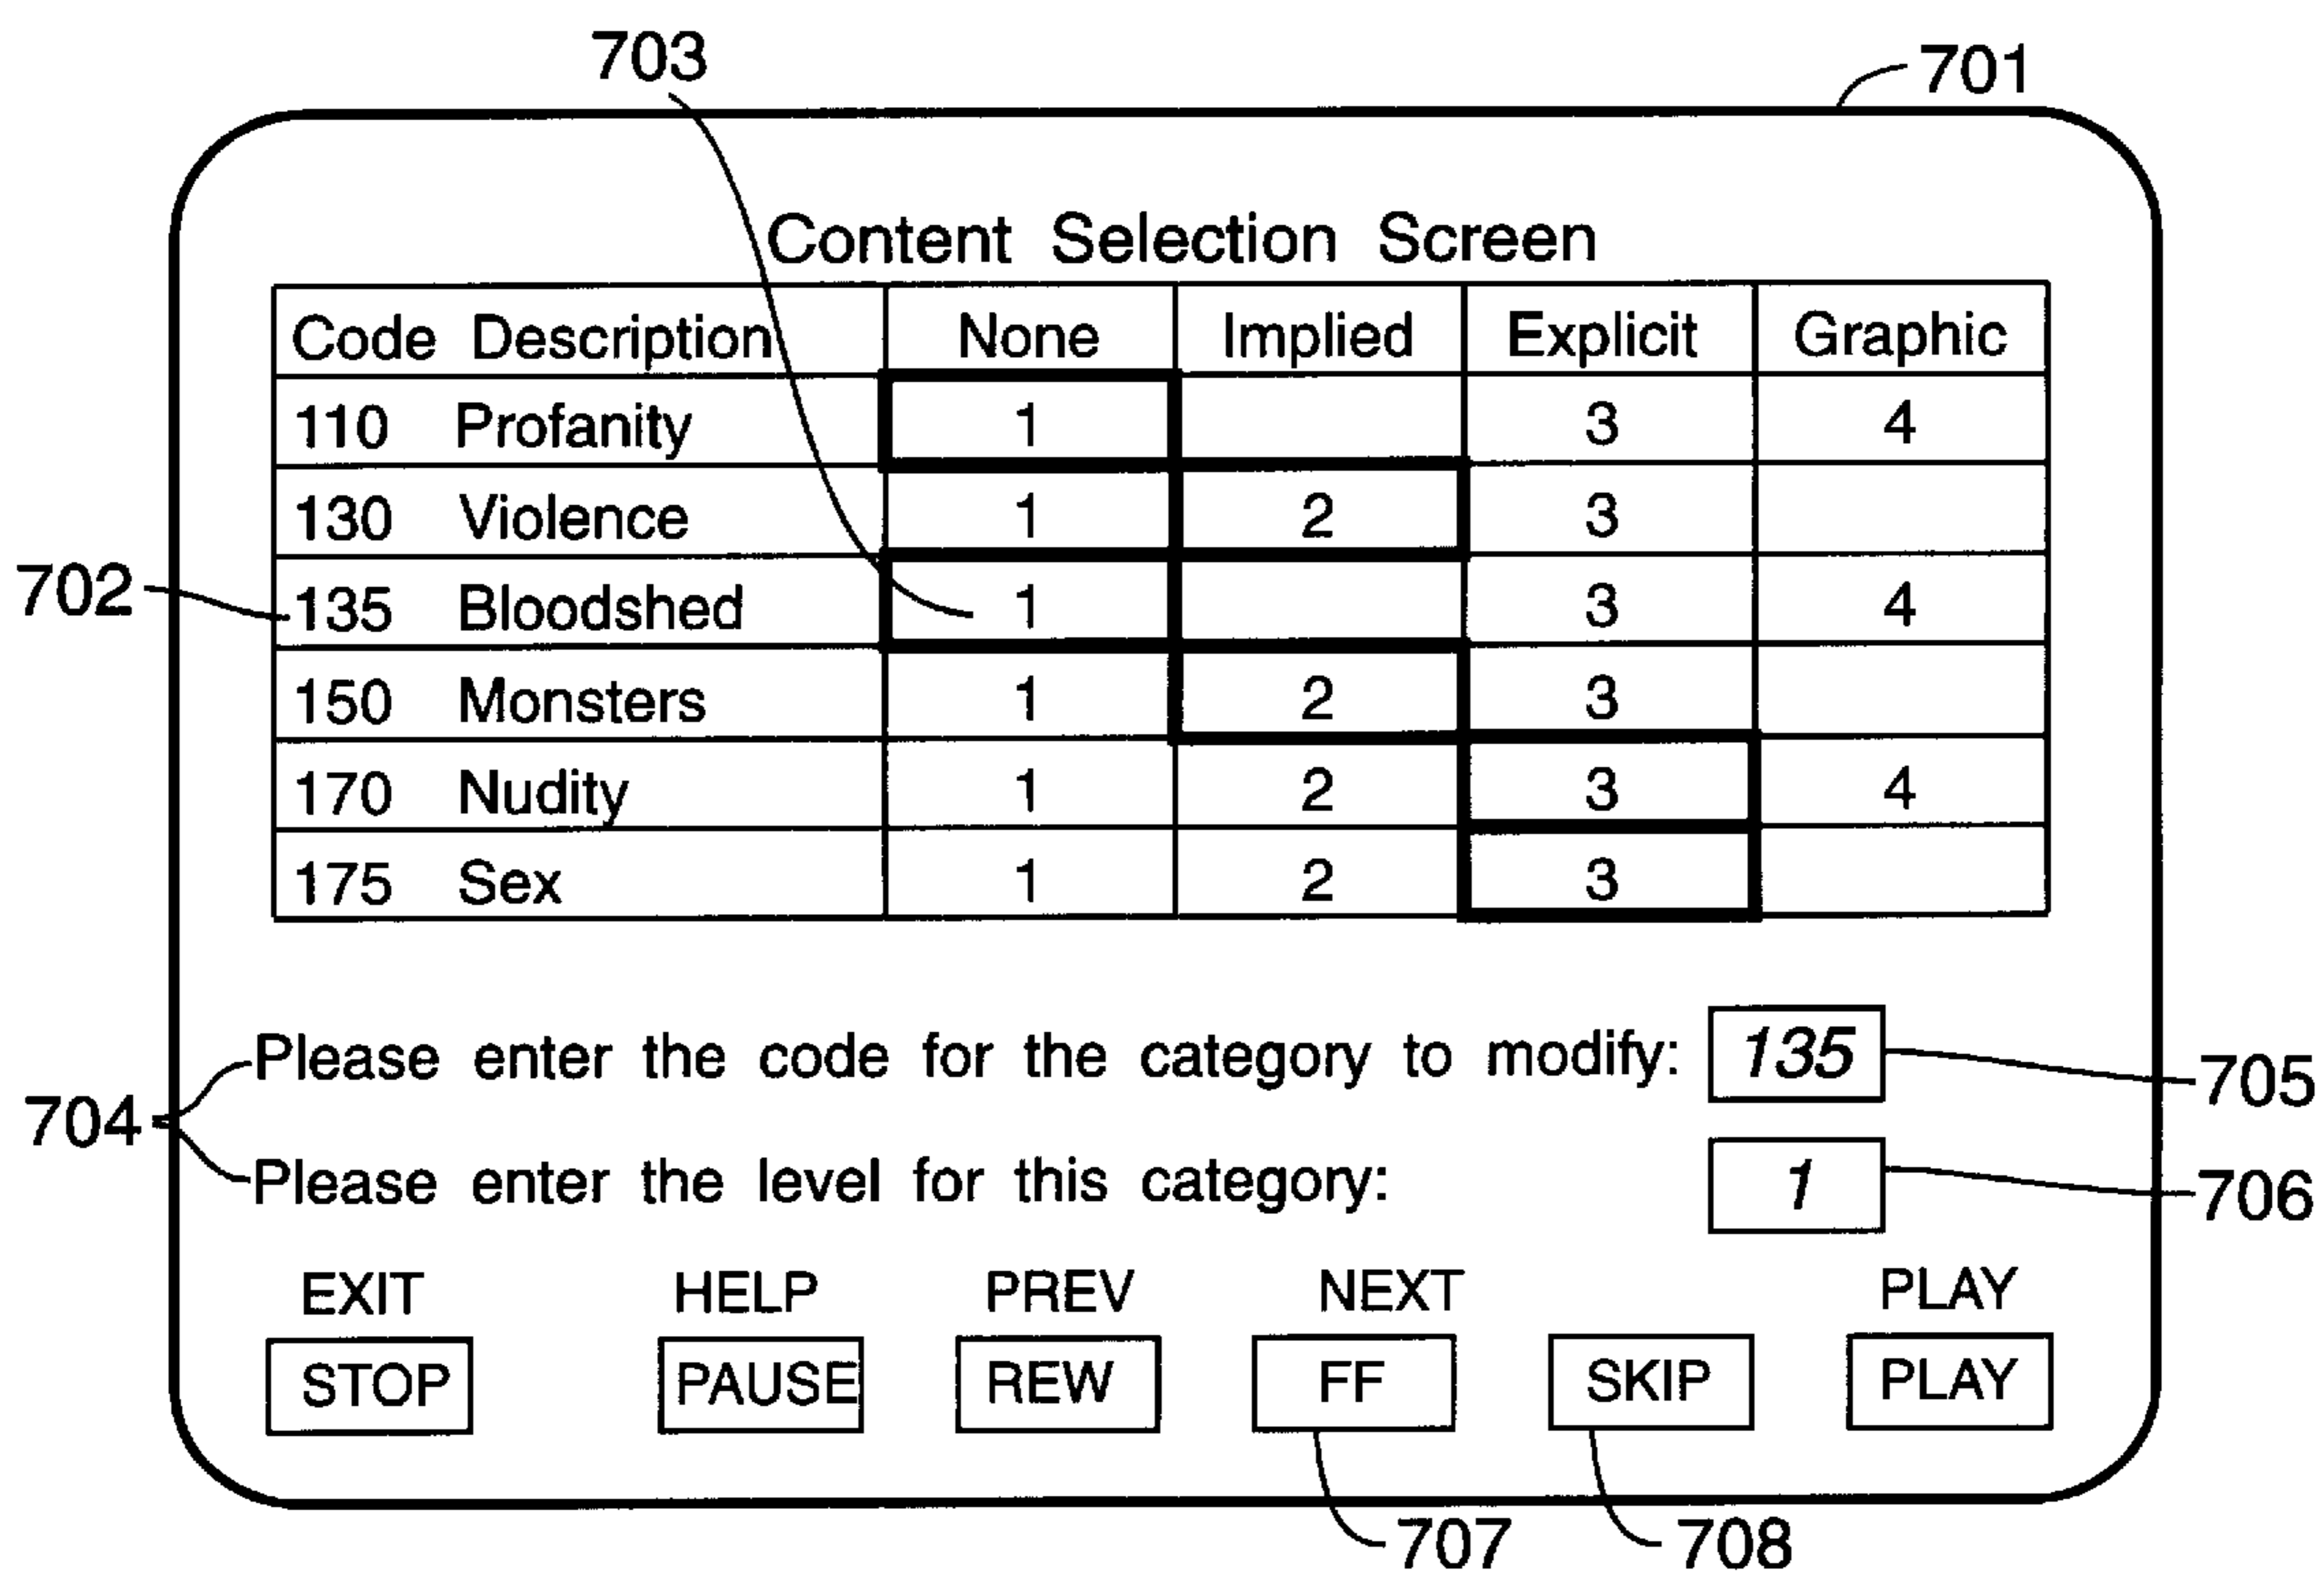 703
701
Content Selection Screen
Code Description None Implied Explicit Graphic
110 Profanity 1 3 4
130 Violence 1 2 3
702
135 Bloodshed 1 3 4
150 Monsters 1 2 3
170 Nudity 1 2 3 4
175 Sex 1 2 3
Please enter the code for the category to modify: 135
705
704
Please enter the level for this category: 1
706
EXIT HELP PREV NEXT PLAY
STOP PAUSE REW FF SKIP PLAY
707 708